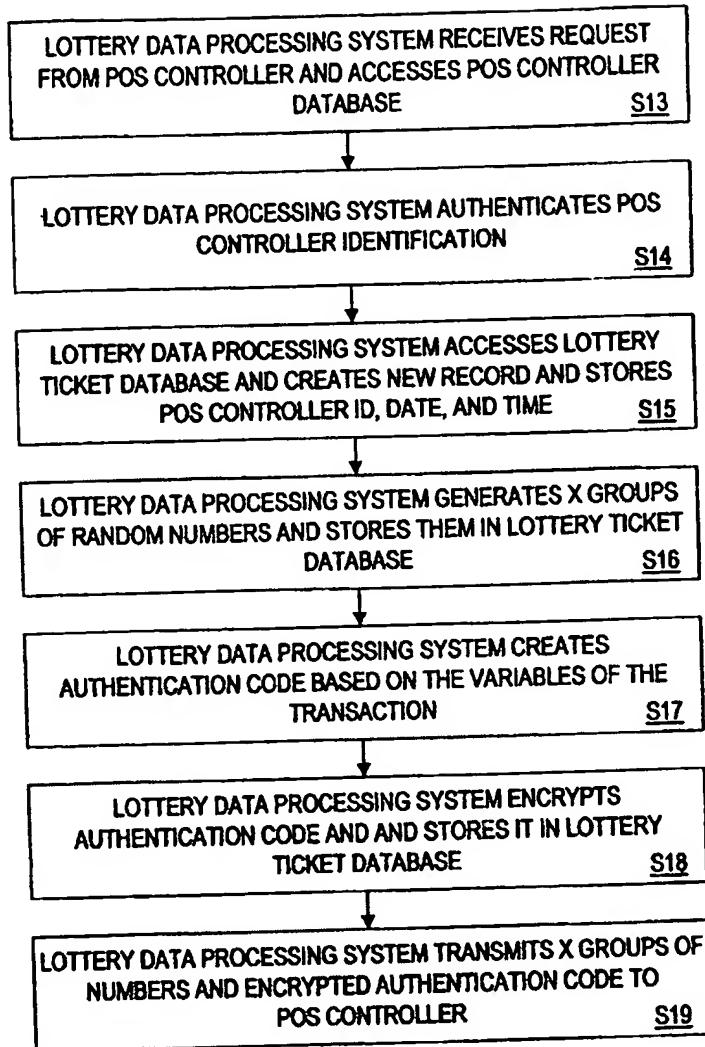 LOTTERY DATA PROCESSING SYSTEM RECEIVES REQUEST
FROM POS CONTROLLER AND ACCESSES POS CONTROLLER
DATABASE S13
LOTTERY DATA PROCESSING SYSTEM AUTHENTICATES POS
CONTROLLER IDENTIFICATION
S14
LOTTERY DATA PROCESSING SYSTEM ACCESSES LOTTERY
TICKET DATABASE AND CREATES NEW RECORD AND STORES
POS CONTROLLER ID, DATE, AND TIME S15
LOTTERY DATA PROCESSING SYSTEM GENERATES X GROUPS
OF RANDOM NUMBERS AND STORES THEM IN LOTTERY TICKET
DATABASE S16
LOTTERY DATA PROCESSING SYSTEM CREATES
AUTHENTICATION CODE BASED ON THE VARIABLES OF THE
TRANSACTION S17
LOTTERY DATA PROCESSING SYSTEM ENCRYPTS
AUTHENTICATION CODE AND AND STORES IT IN LOTTERY
TICKET DATABASE S18
LOTTERY DATA PROCESSING SYSTEM TRANSMITS X GROUPS OF
NUMBERS AND ENCRYPTED AUTHENTICATION CODE TO
POS CONTROLLER S19